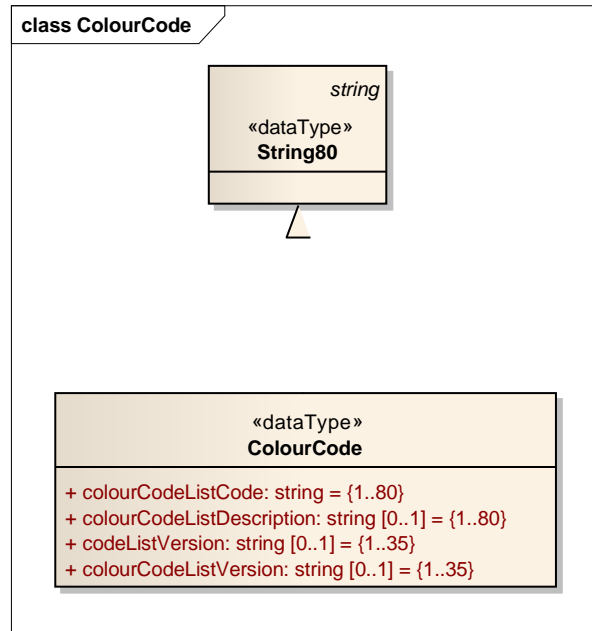 class ColourCode
string
«dataType»
String80
«dataType»
ColourCode
+ colourCodeListCode: string = {1..80}
+ colourCodeListDescription: string [0..1] = {1..80}
+ codeListVersion: string [0..1] = {1..35}
+ colourCodeListVersion: string [0..1] = {1..35}